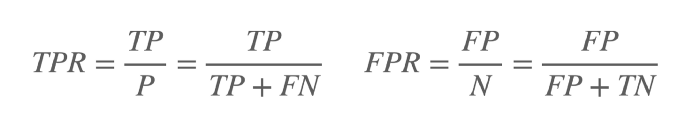 TPR = TP/P = TP/(TP + FN) FPR = FP/N = FP/(FP + TN)